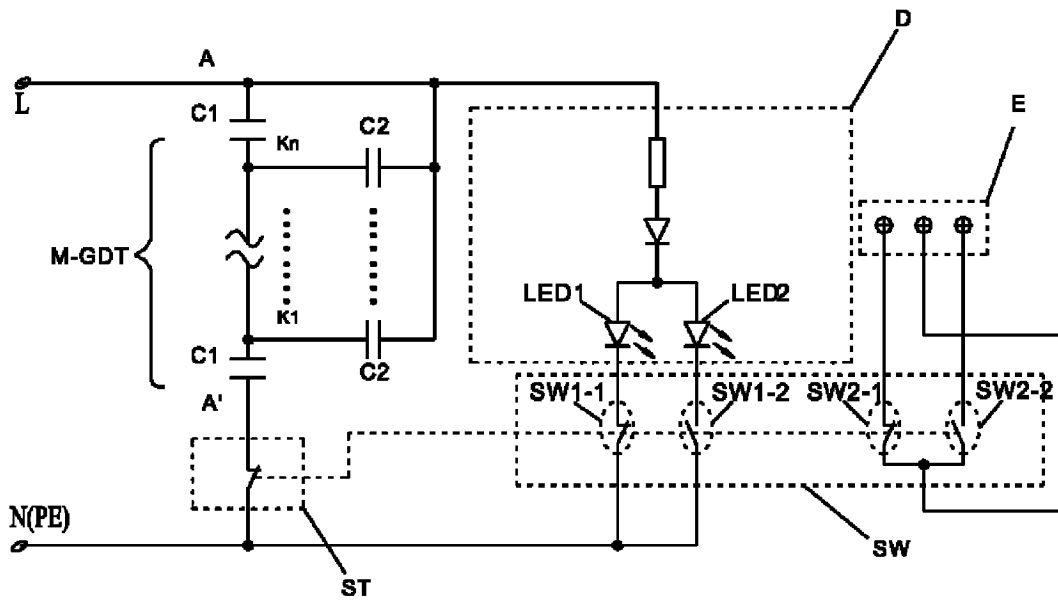 D
A
L
C1
Kn
C2
E
M-GDT
LED1
LED2
K1
C1
C2
A'
SW1-1
SW1-2
SW2-1
SW2-2
N(PE)
ST
SW